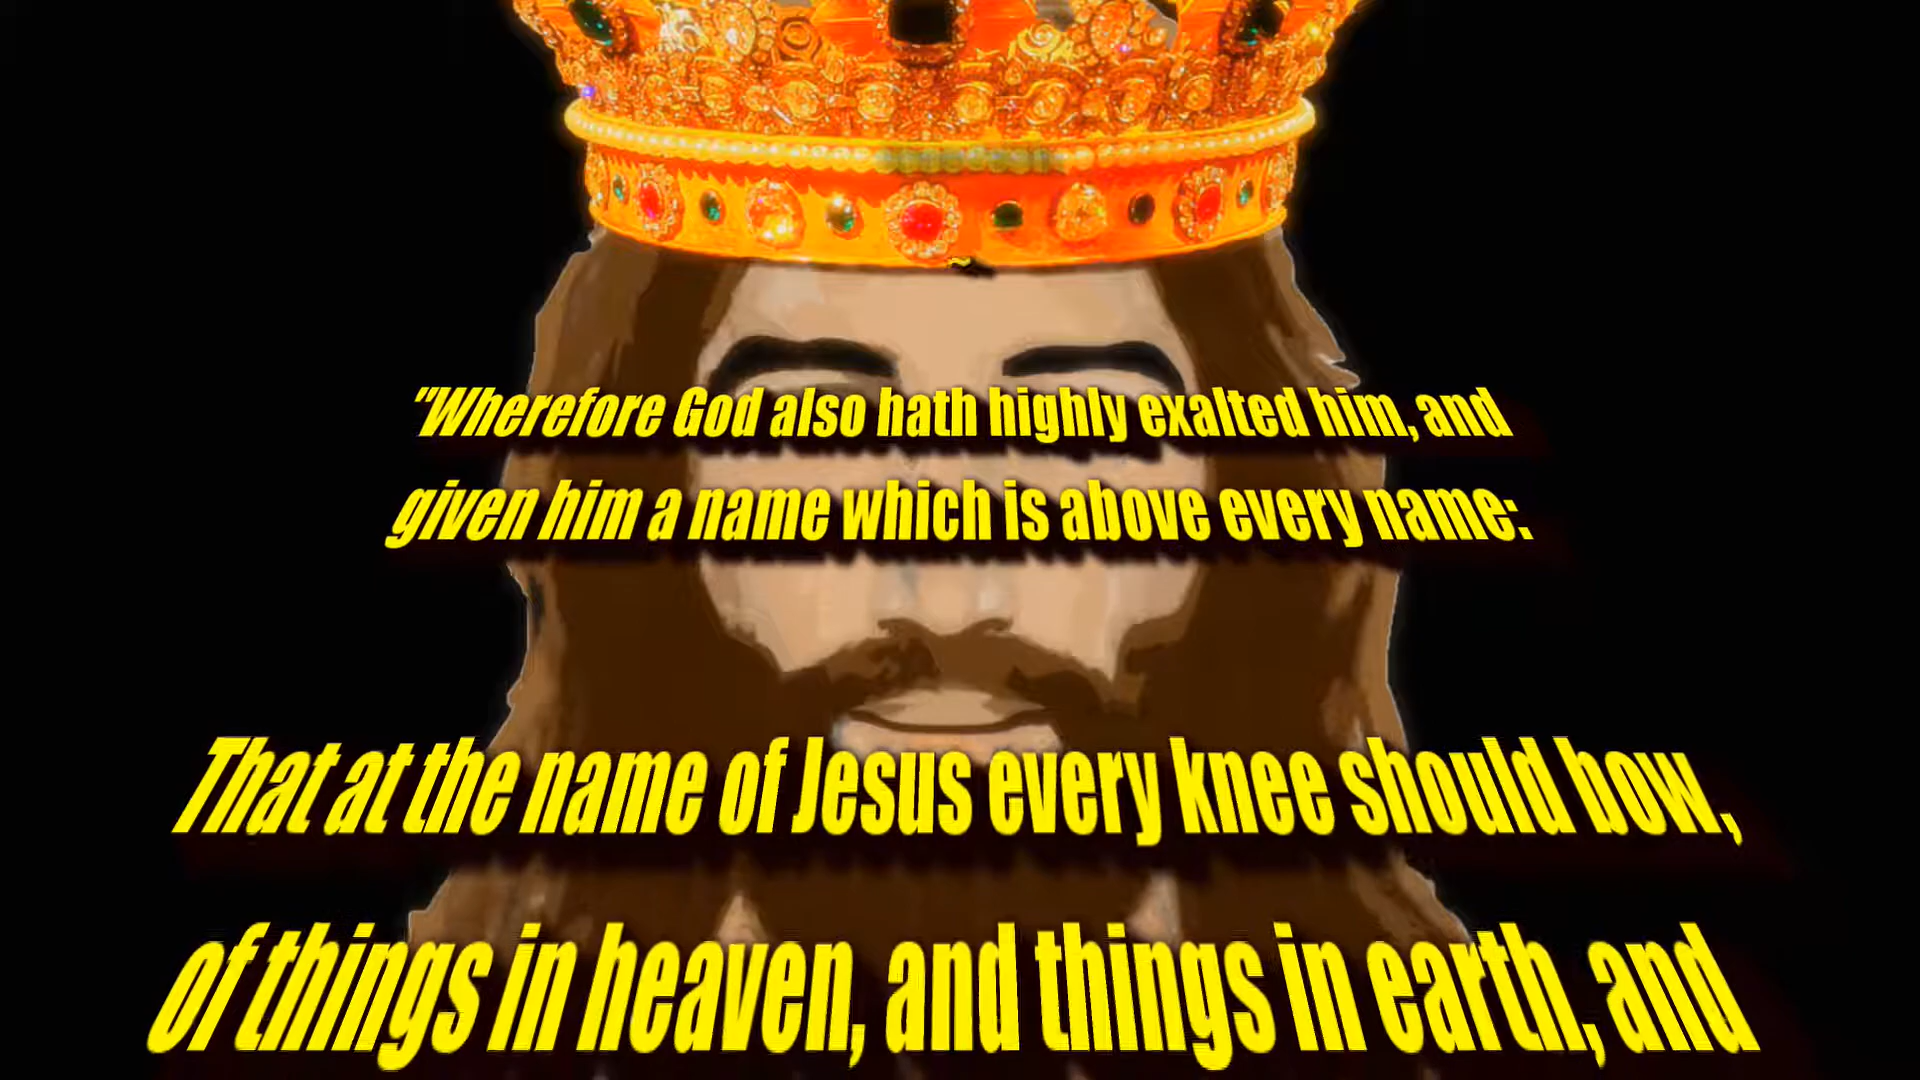 "Wherefore God also hath highly exalted him, and
given him a name which is above every name:
That at the name of Jesus every knee should bow,
of things in heaven, and things in earth, and